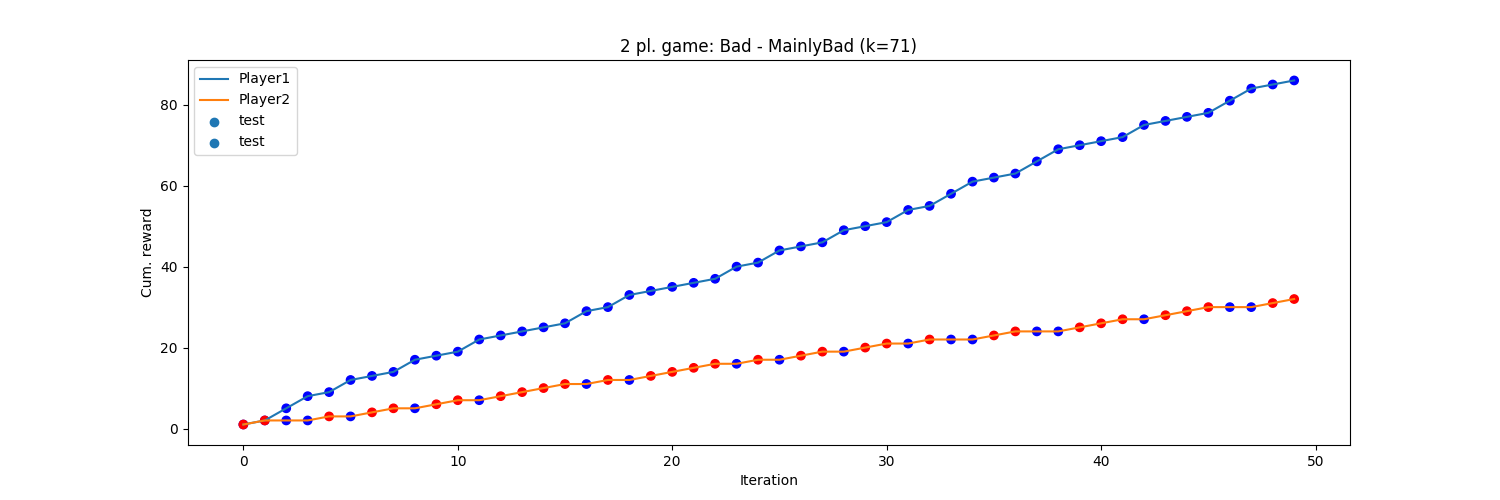 2 pl. game: Bad - MainlyBad (k=71)
Player1
Player2
test
test
Cum. reward
80
60
40
20
0
0 10 20 30 40 50
Iteration